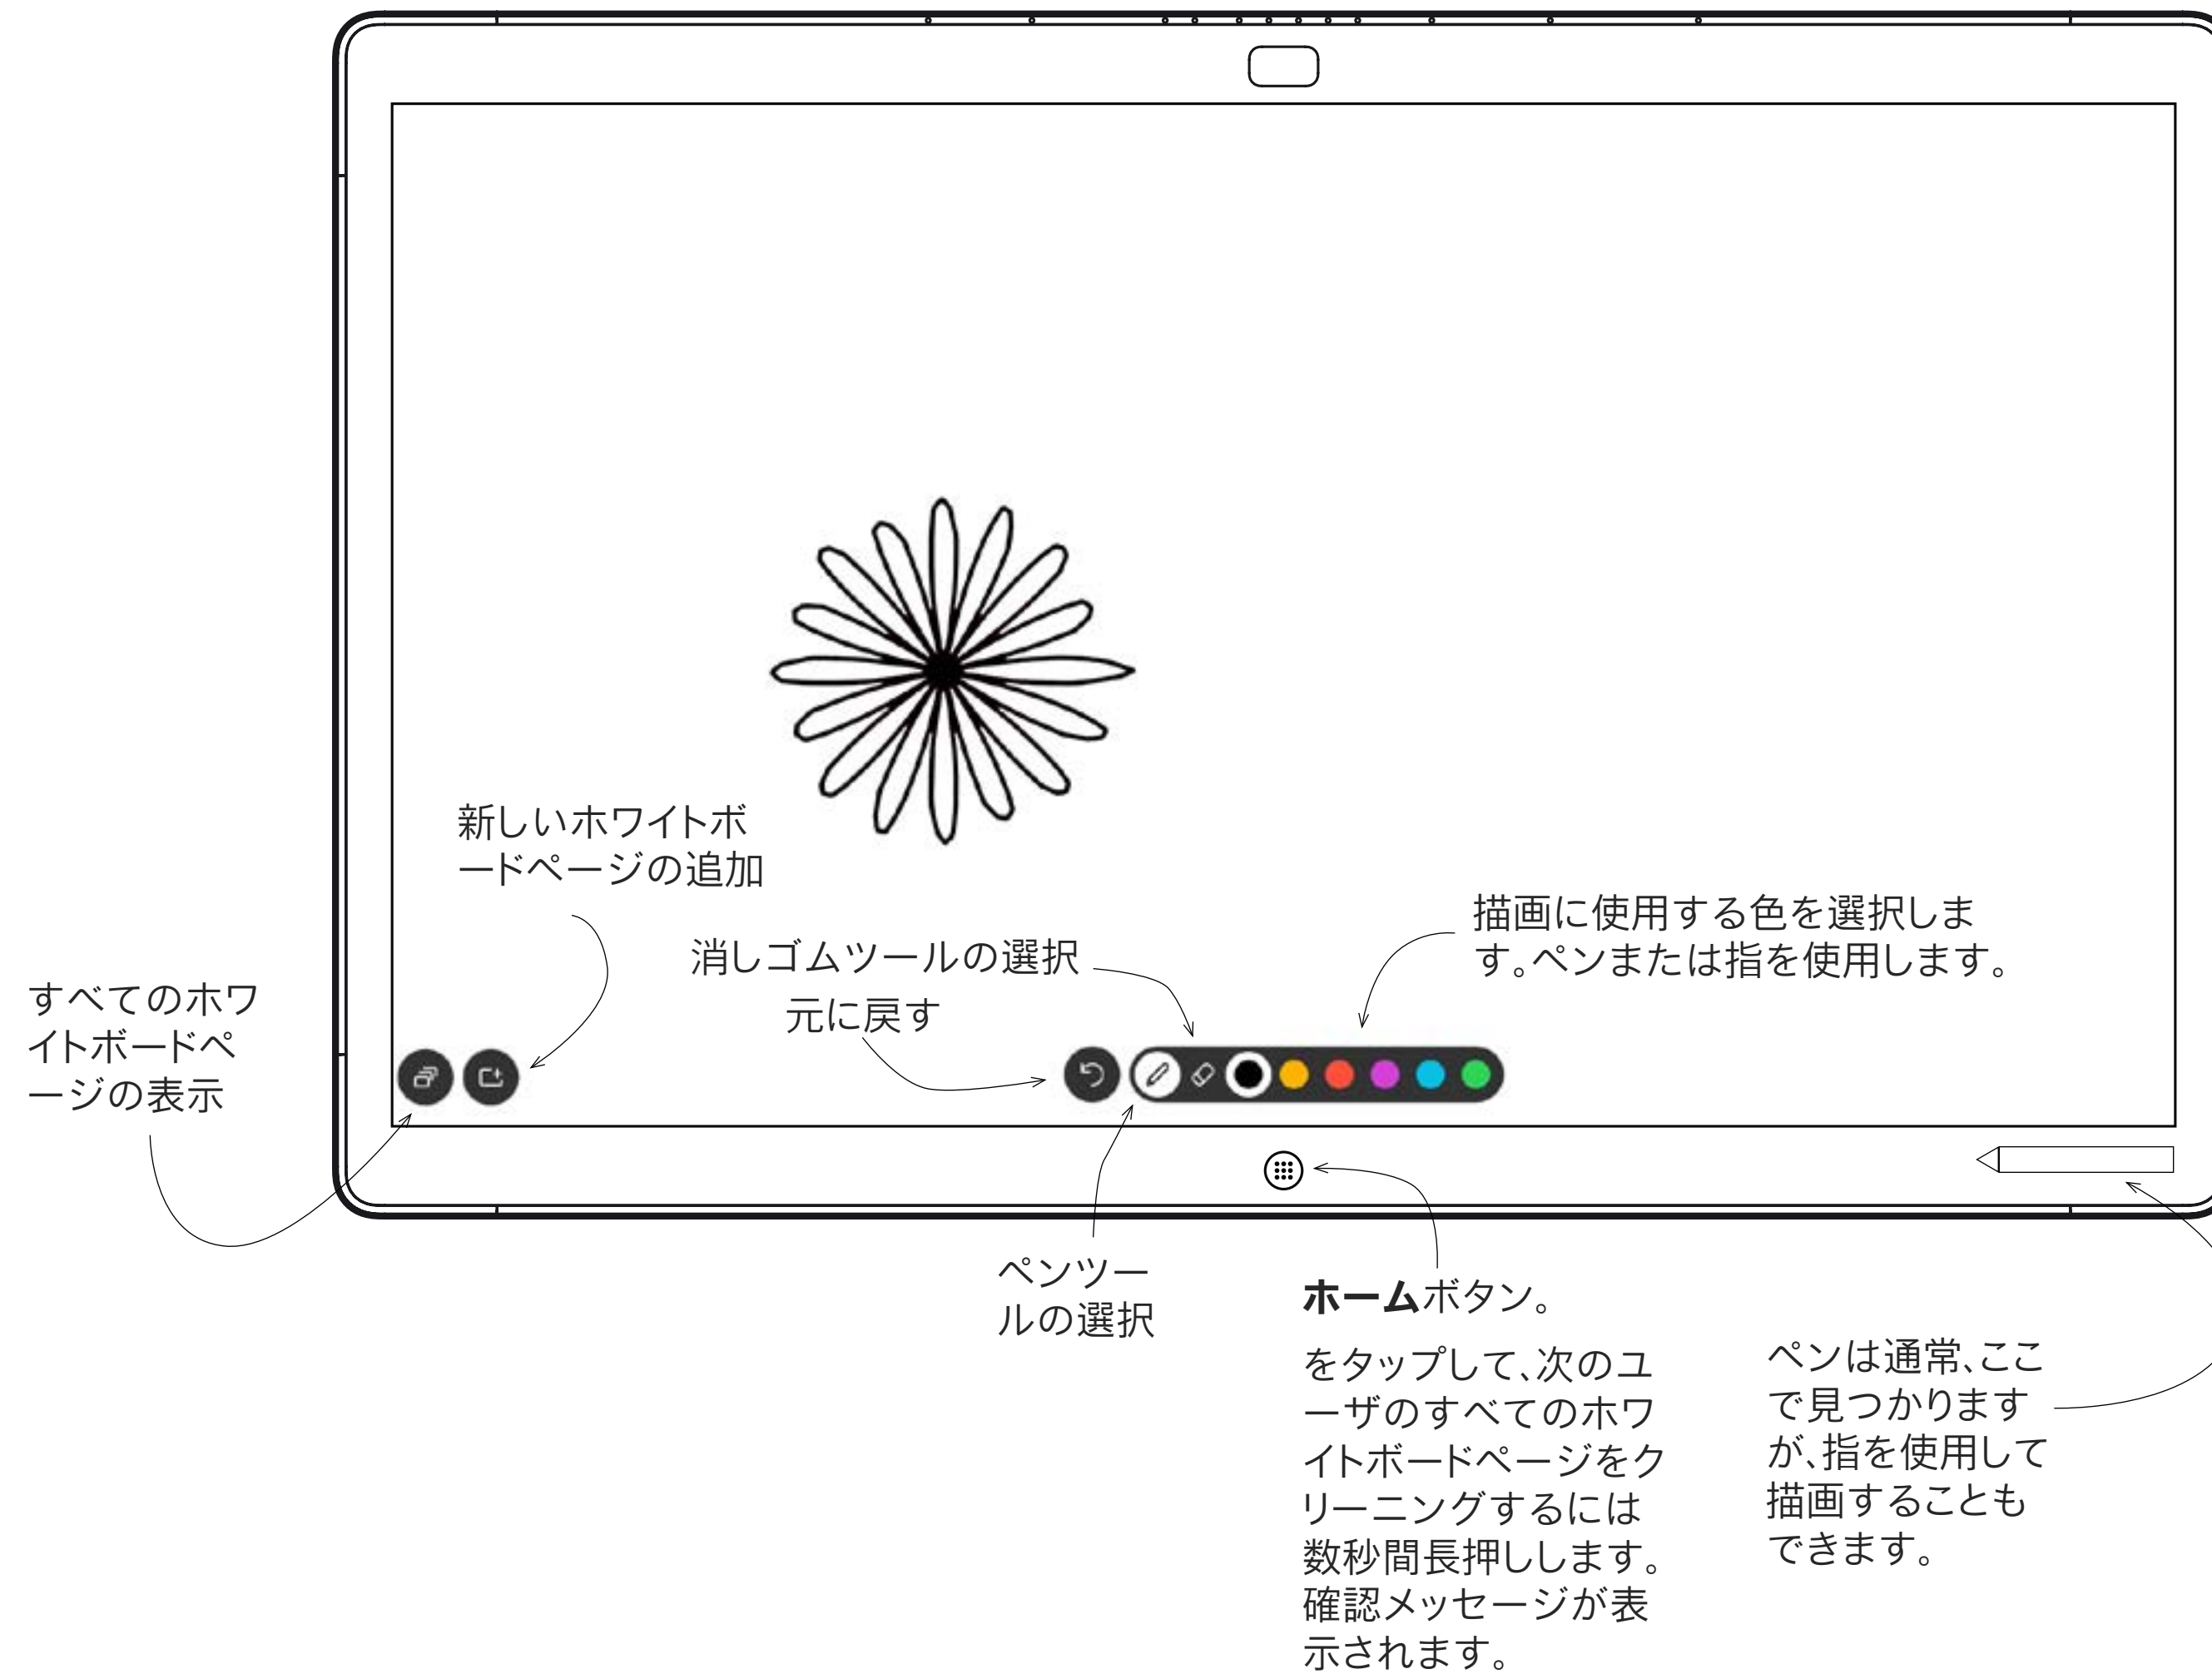 新しいホワイトボ
ードページの追加
消しゴムツールの選択
元に戻す
描画に使用する色を選択しま
す。ペンまたは指を使用します。
すべてのホワ
イトボードペ
ージの表示
ペンツー
ルの選択
ホームボタン。
をタップして、次のユ
ーザのすべてのホワ
イトボードページをク
リーニングするには
数秒間長押しします。
確認メッセージが表
示されます。
ペンは通常、ここ
で見つかります
が、指を使用して
描画することも
できます。